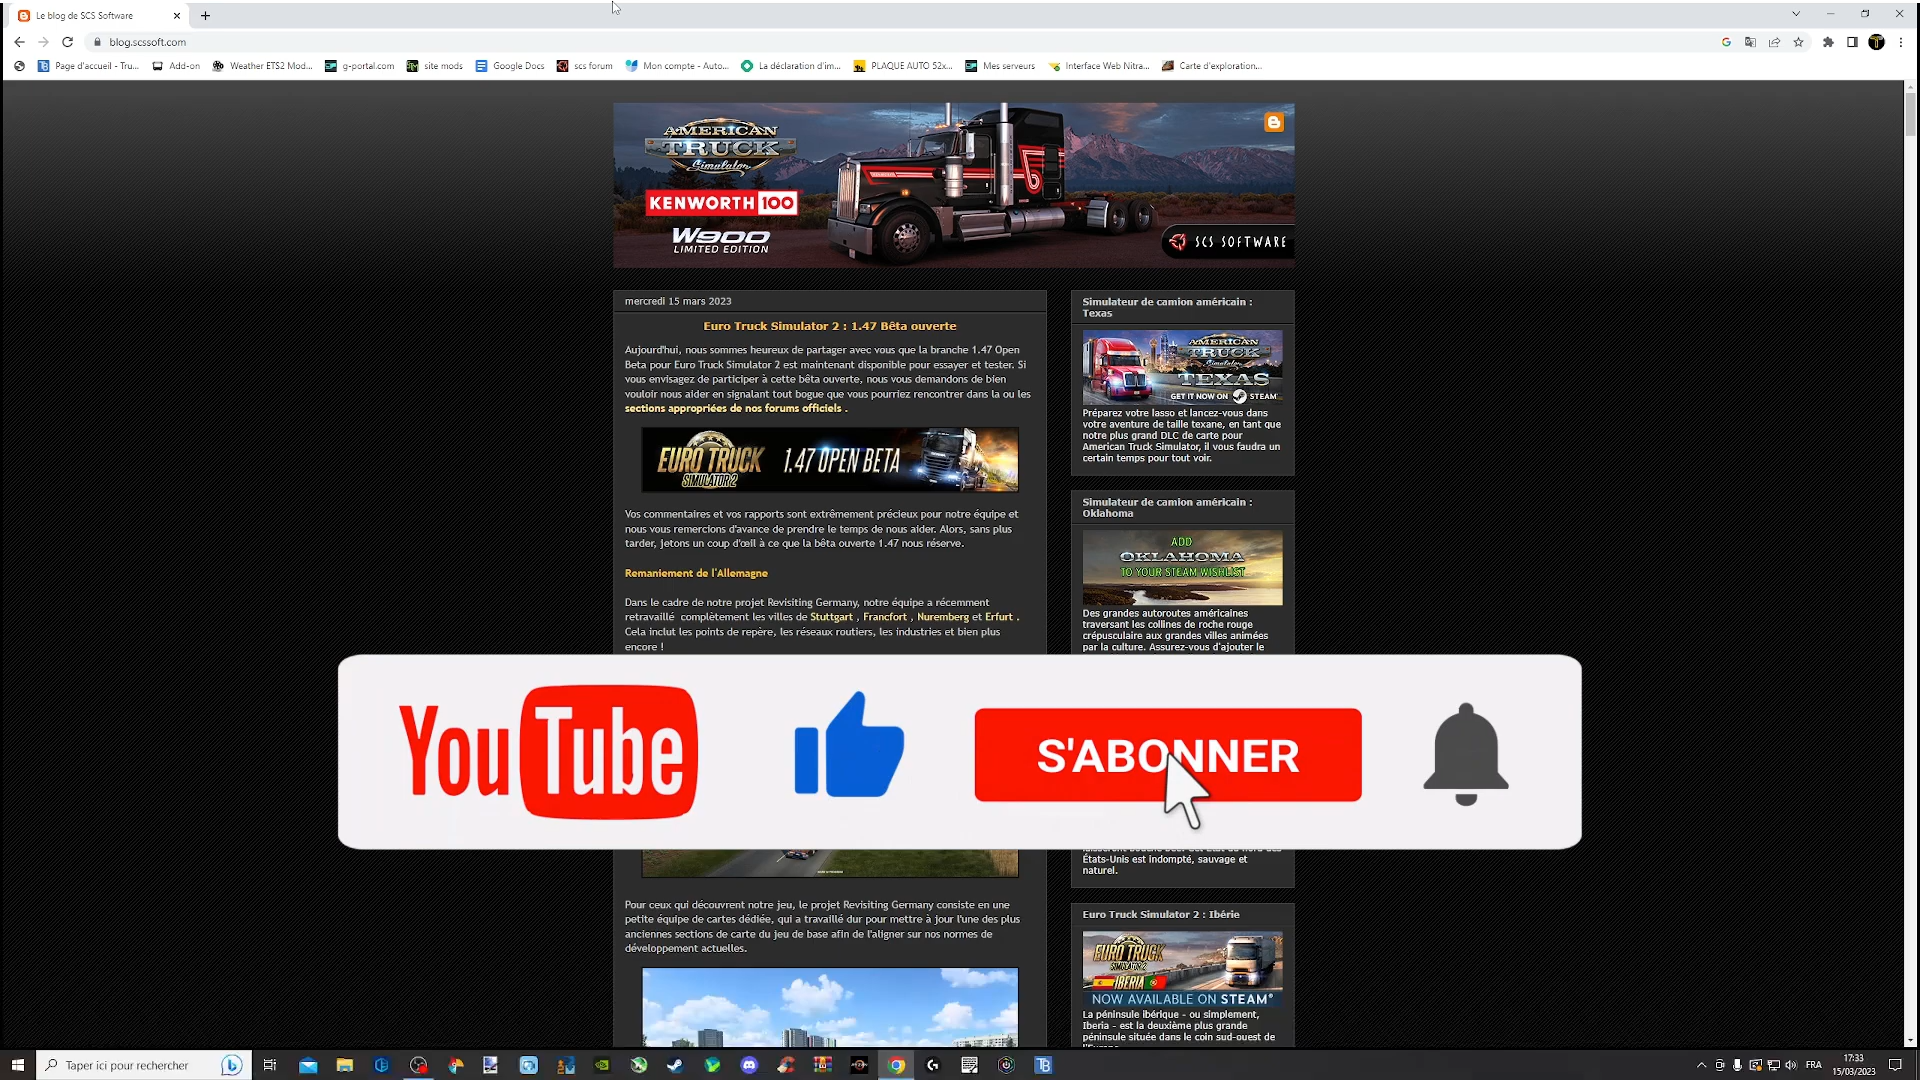 Le blog de SCS Software
blog.scssoft.com
Page d'accueil - Tru...
Add-on
Weather ETS2 Mod...
g-portal.com
site mods
Google Docs
scs forum
Mon compte - Auto...
La déclaration d'im...
PLAQUE AUTO 52x...
Mes serveurs
Interface Web Nitra...
Carte d'exploration...
AMERICAN
TRUCK
Simulator
KENWORTH 100
W900
LIMITED EDITION
SCS SOFTWARE
mercredi 15 mars 2023
Euro Truck Simulator 2 : 1.47 Bêta ouverte
Aujourd'hui, nous sommes heureux de partager avec vous que la branche 1.47 Open
Beta pour Euro Truck Simulator 2 est maintenant disponible pour essayer et tester. Si
vous envisagez de participer à cette bêta ouverte, nous vous demandons de bien
vouloir nous aider en signalant tout bogue que vous pourriez rencontrer dans la ou les
sections appropriées de nos forums officiels .
EURO TRUCK
SIMULATOR 2
1.47 OPEN BETA
Vos commentaires et vos rapports sont extrêmement précieux pour notre équipe et
nous vous remercions d'avance de prendre le temps de nous aider. Alors, sans plus
tarder, jetons un coup d'œil à ce que la bêta ouverte 1.47 nous réserve.
Remaniement de l'Allemagne
Dans le cadre de notre projet Revisiting Germany, notre équipe a récemment
retravaillé complètement les villes de Stuttgart , Francfort , Nuremberg et Erfurt .
Cela inclut les points de repère, les réseaux routiers, les industries et bien plus
encore !
Pour ceux qui découvrent notre jeu, le projet Revisiting Germany consiste en une
petite équipe de cartes dédiée, qui a travaillé dur pour mettre à jour l'une des plus
anciennes sections de carte du jeu de base afin de l'aligner sur nos normes de
développement actuelles.
Simulateur de camion américain :
Texas
AMERICAN
TRUCK
Simulator
TEXAS
GET IT NOW ON STEAM
Préparez votre lasso et lancez-vous dans
votre aventure de taille texane, en tant que
notre plus grand DLC de carte pour
American Truck Simulator, il vous faudra un
certain temps pour tout voir.
Simulateur de camion américain :
Oklahoma
ADD
OKLAHOMA
TO YOUR STEAM WISHLIST
Des grandes autoroutes américaines
traversant les collines de roche rouge
crépusculaire aux grandes villes animées
par la culture. Assurez-vous d'ajouter le
YouTube
S'ABONNER
États-Unis est indompté, sauvage et
naturel.
Euro Truck Simulator 2 : Ibérie
EURO TRUCK
SIMULATOR 2
IBERIA
NOW AVAILABLE ON STEAM®
La péninsule ibérique - ou simplement,
Iberia - est la deuxième plus grande
péninsule située dans le coin sud-ouest de
Taper ici pour rechercher
FRA
17:33
15/03/2023